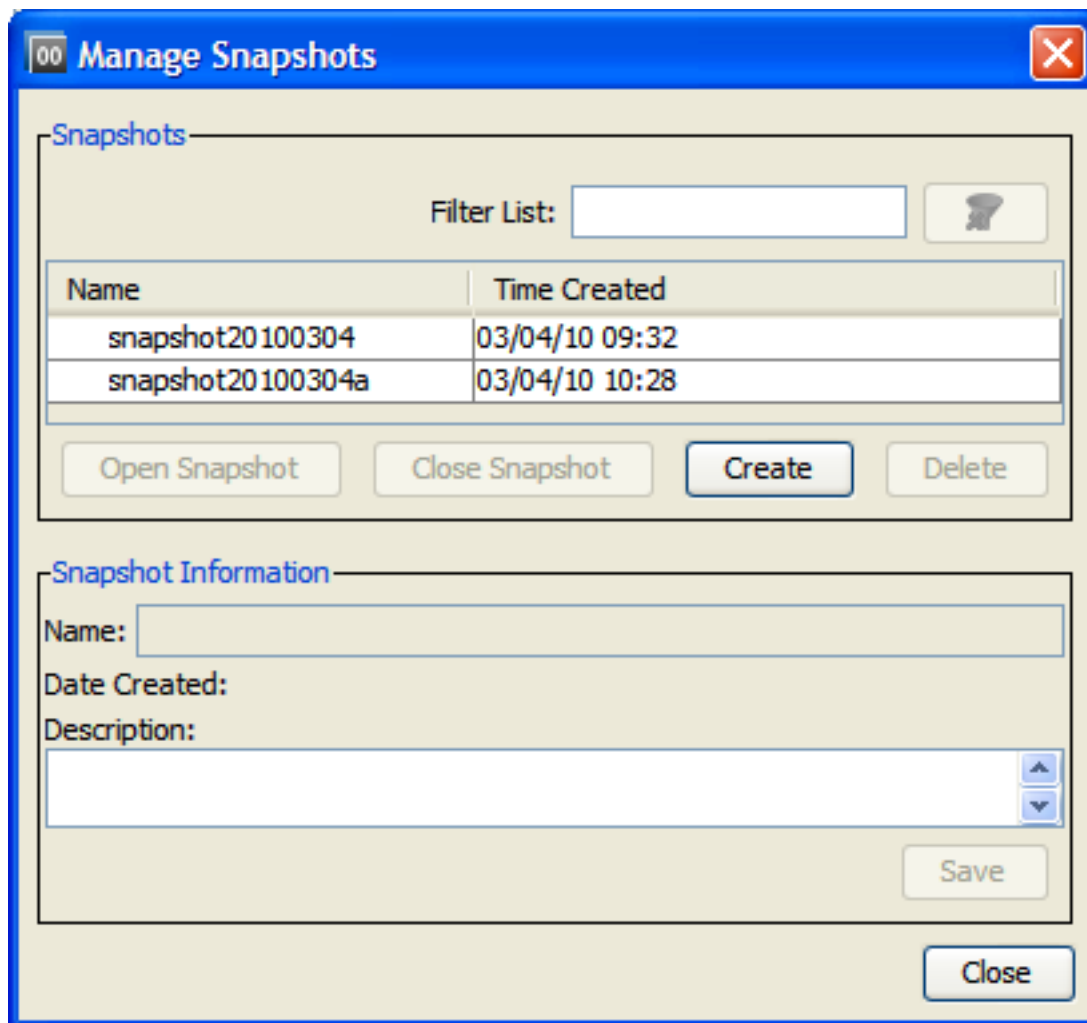 00 Manage Snapshots
Snapshots
Filter List:
Name Time Created
snapshot20100304 03/04/10 09:32
snapshot20100304a 03/04/10 10:28
Open Snapshot Close Snapshot Create Delete
Snapshot Information
Name:
Date Created:
Description:
Save
Close